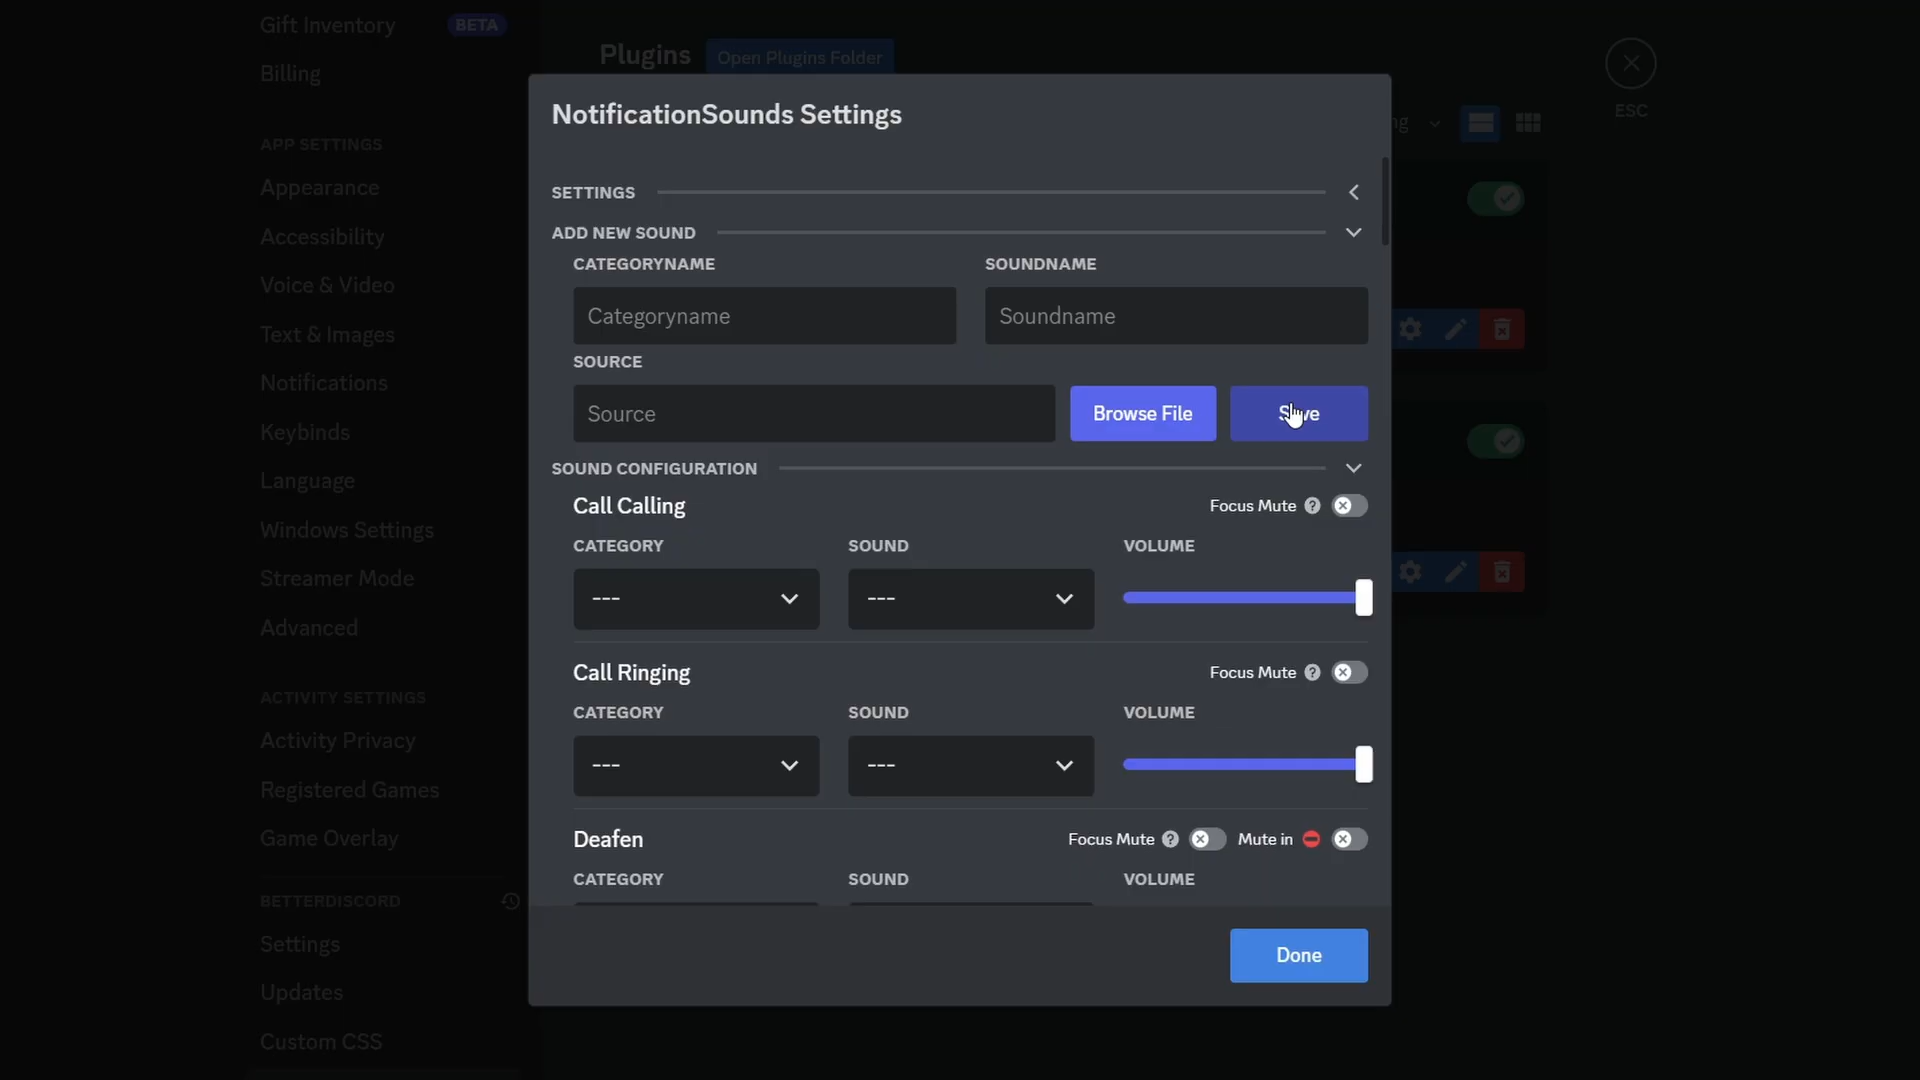 Gift Inventory BETA
Billing
APP SETTINGS
Appearance
Accessibility
Voice & Video
Text & Images
Notifications
Keybinds
Language
Windows Settings
Streamer Mode
Advanced
ACTIVITY SETTINGS
Activity Privacy
Registered Games
Game Overlay
BETTERDISCORD
Settings
Updates
Custom CSS
Plugins Open Plugins Folder
ESC
NotificationSounds Settings
SETTINGS
ADD NEW SOUND
CATEGORYNAME SOUNDNAME
Categoryname Soundname
SOURCE
Source Browse File Save
SOUND CONFIGURATION
Call Calling Focus Mute ?
CATEGORY SOUND VOLUME
--- ---
Call Ringing Focus Mute ?
CATEGORY SOUND VOLUME
--- ---
Deafen Focus Mute ? Mute in
CATEGORY SOUND VOLUME
Done